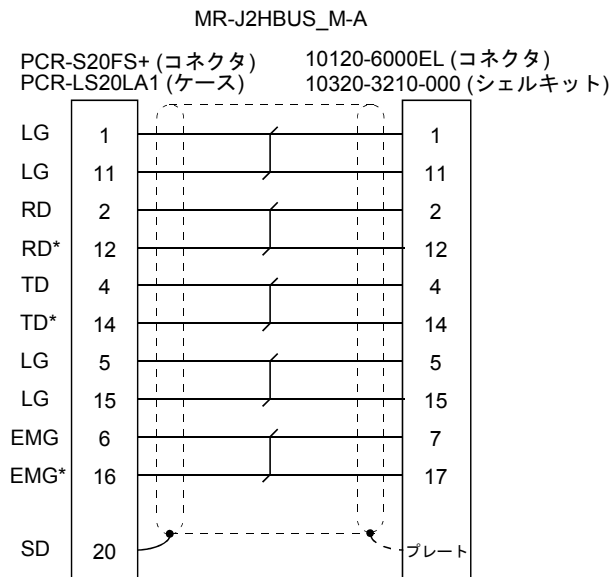 MR-J2HBUS_M-A
PCR-S20FS+ (コネクタ) 10120-6000EL (コネクタ)
PCR-LS20LA1 (ケース) 10320-3210-000 (シェルキット)
LG 1 1
LG 11 11
RD 2 2
RD* 12 12
TD 4 4
TD* 14 14
LG 5 5
LG 15 15
EMG 6 7
EMG* 16 17
SD 20 プレート